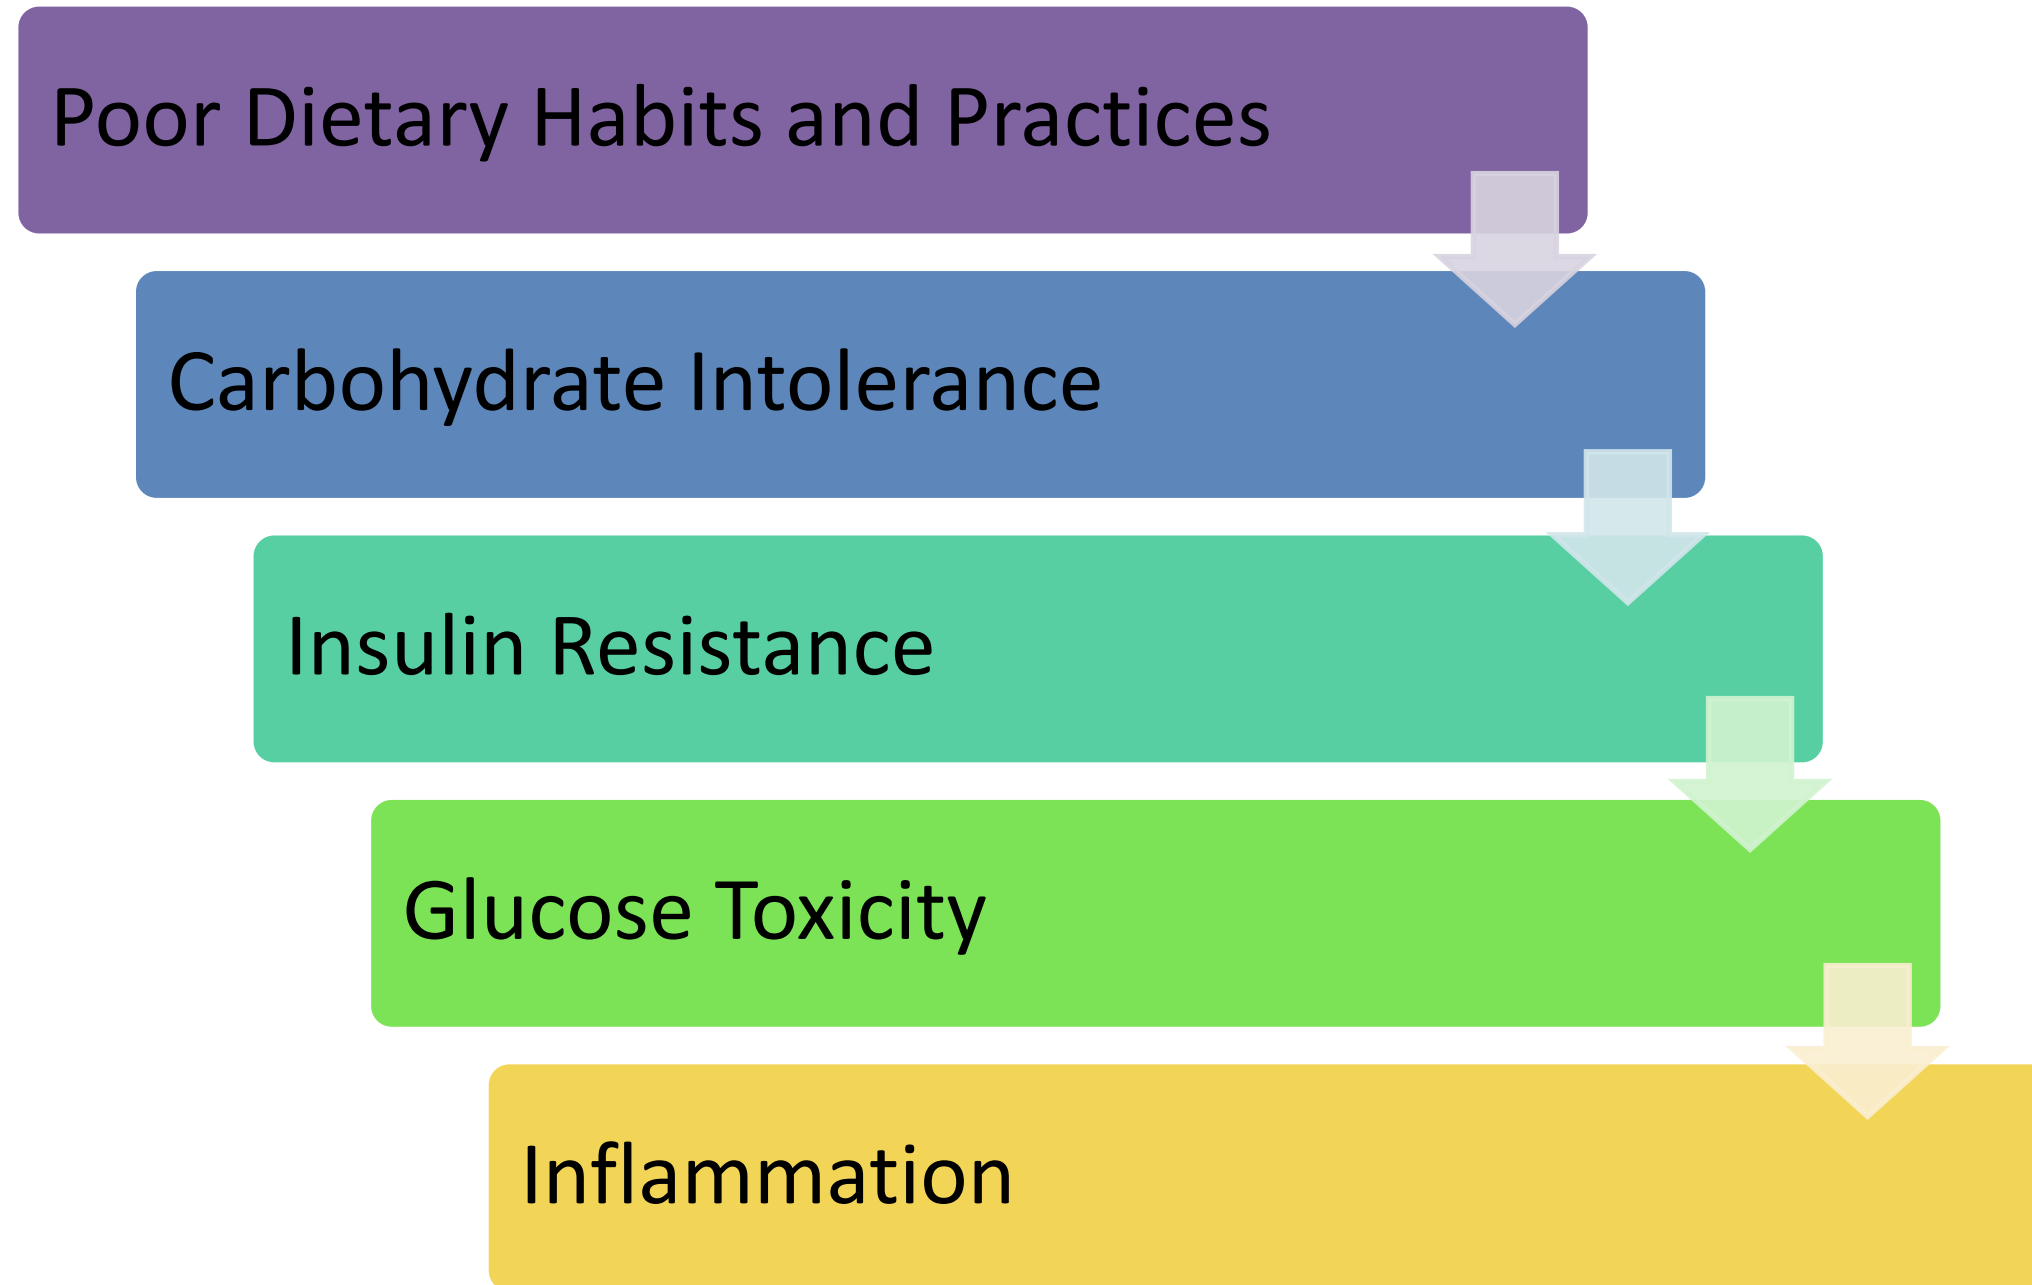 Poor Dietary Habits and Practices
Carbohydrate Intolerance
Insulin Resistance
Glucose Toxicity
Inflammation